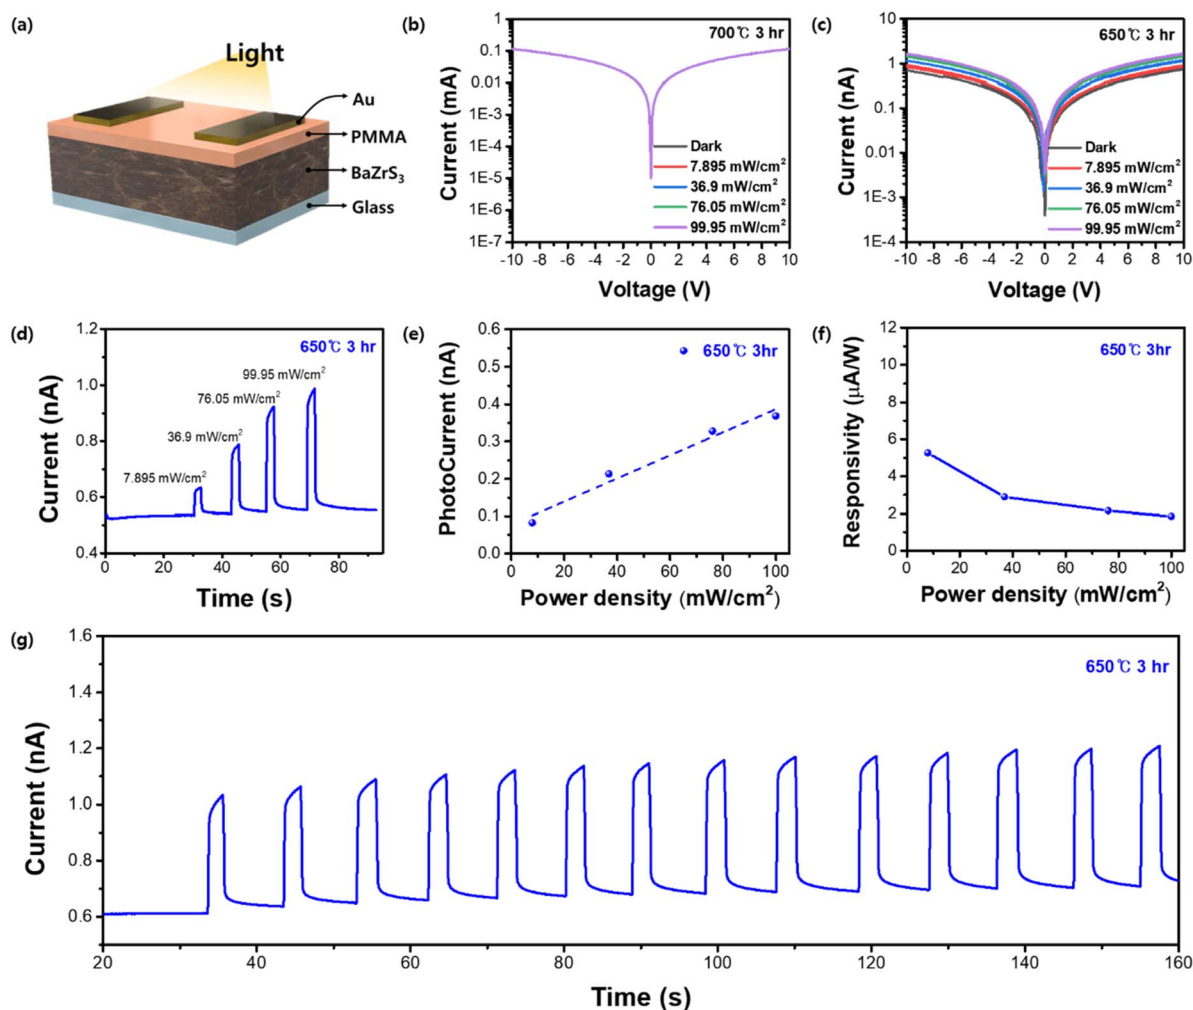 (a)
Light
Au
PMMA
BaZrS3
Glass
(b)
700℃ 3 hr
Current (mA)
1
0.1
0.01
1E-3
1E-4
1E-5
1E-6
1E-7
Dark
7.895 mW/cm2
36.9 mW/cm2
76.05 mW/cm2
99.95 mW/cm2
-10 -8 -6 -4 -2 0 2 4 6 8 10
Voltage (V)
(c)
650℃ 3 hr
Current (nA)
10
1
0.1
0.01
1E-3
1E-4
Dark
7.895 mW/cm2
36.9 mW/cm2
76.05 mW/cm2
99.95 mW/cm2
-10 -8 -6 -4 -2 0 2 4 6 8 10
Voltage (V)
(d)
650℃ 3 hr
Current (nA)
1.2
1.0
0.8
0.6
0.4
99.95 mW/cm2
76.05 mW/cm2
36.9 mW/cm2
7.895 mW/cm2
0 20 40 60 80
Time (s)
(e)
650℃ 3hr
PhotoCurrent (nA)
0.6
0.5
0.4
0.3
0.2
0.1
0.0
0 20 40 60 80 100
Power density (mW/cm2)
(f)
650℃ 3hr
Responsivity (μA/W)
12
10
8
6
4
2
0
0 20 40 60 80 100
Power density (mW/cm2)
(g)
650℃ 3 hr
Current (nA)
1.6
1.4
1.2
1.0
0.8
0.6
20 40 60 80 100 120 140 160
Time (s)